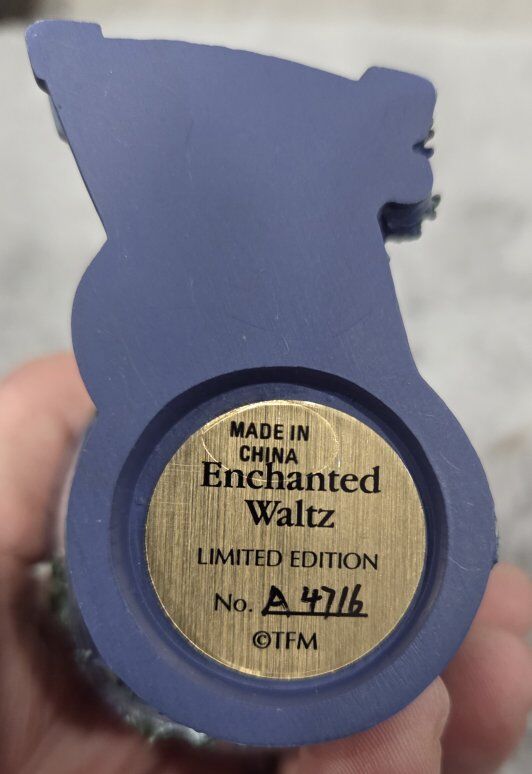 MADE IN
CHINA
Enchanted
Waltz
LIMITED EDITION
No. A 4716
©TFM